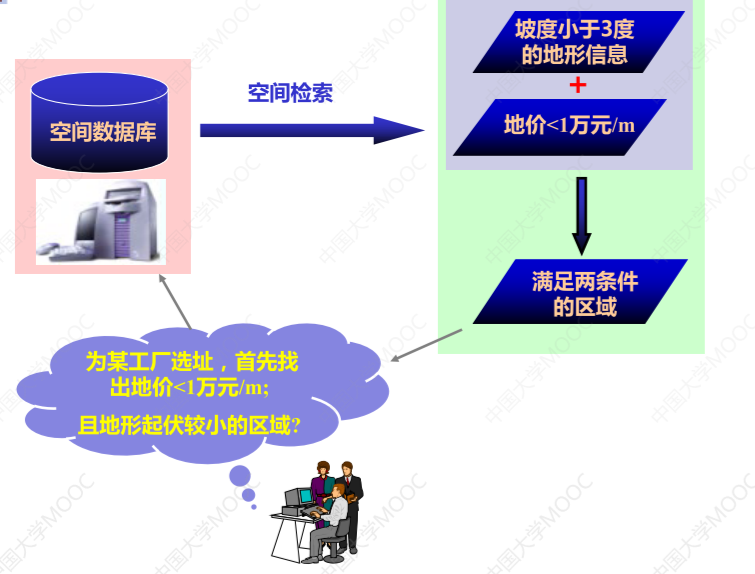 坡度小于3度
的地形信息
+
地价<1万元/m
空间检索
空间数据库
满足两条件
的区域
为某工厂选址，首先找
出地价<1万元/m;
且地形起伏较小的区域?
中国大学MOOC